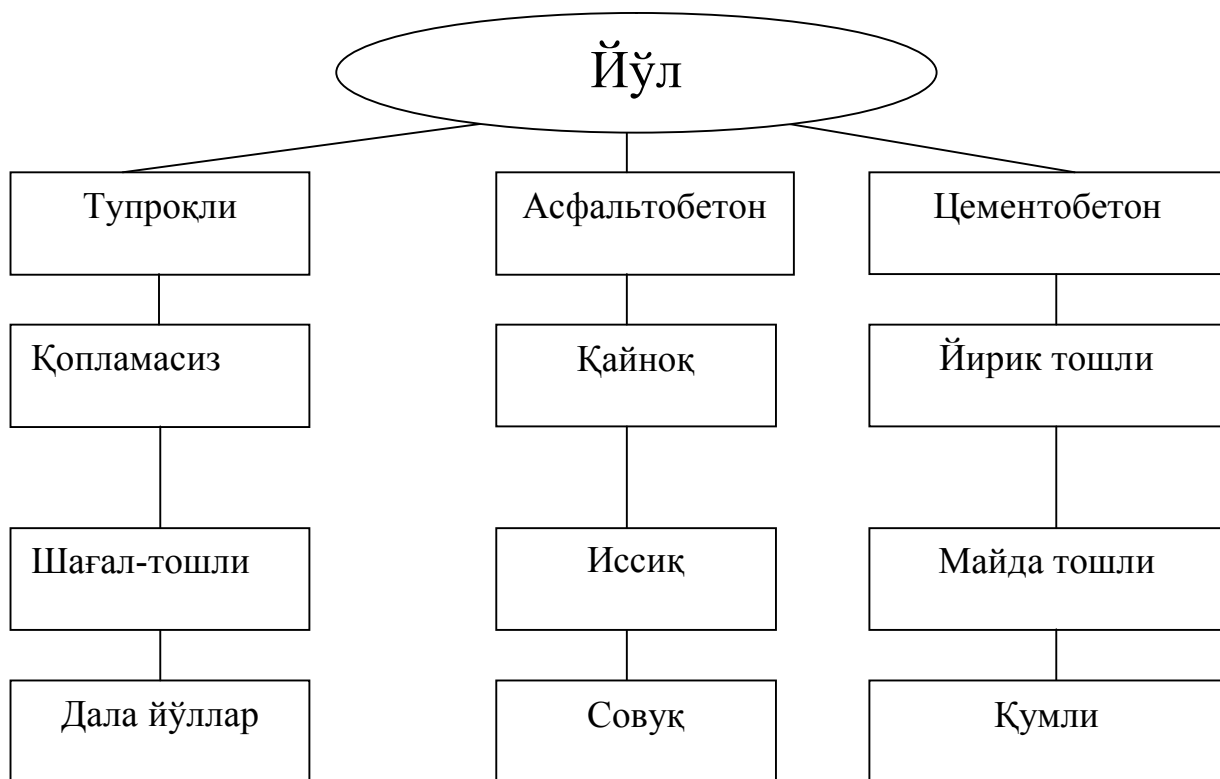 Йўл
Тупроқли
Асфальтобетон
Цементобетон
Қопламасиз
Қайноқ
Йирик тошли
Шағал-тошли
Иссиқ
Майда тошли
Дала йўллар
Совуқ
Қумли